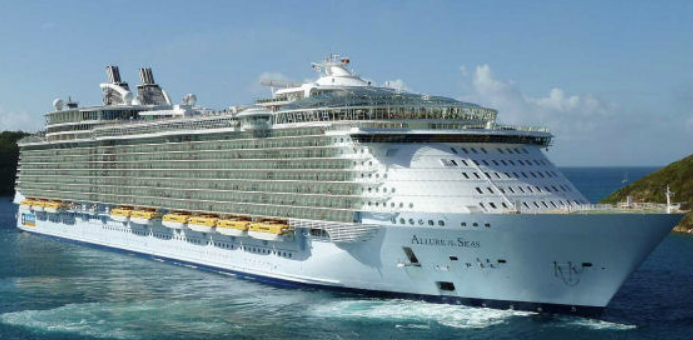 ALLURE OF THE SEAS